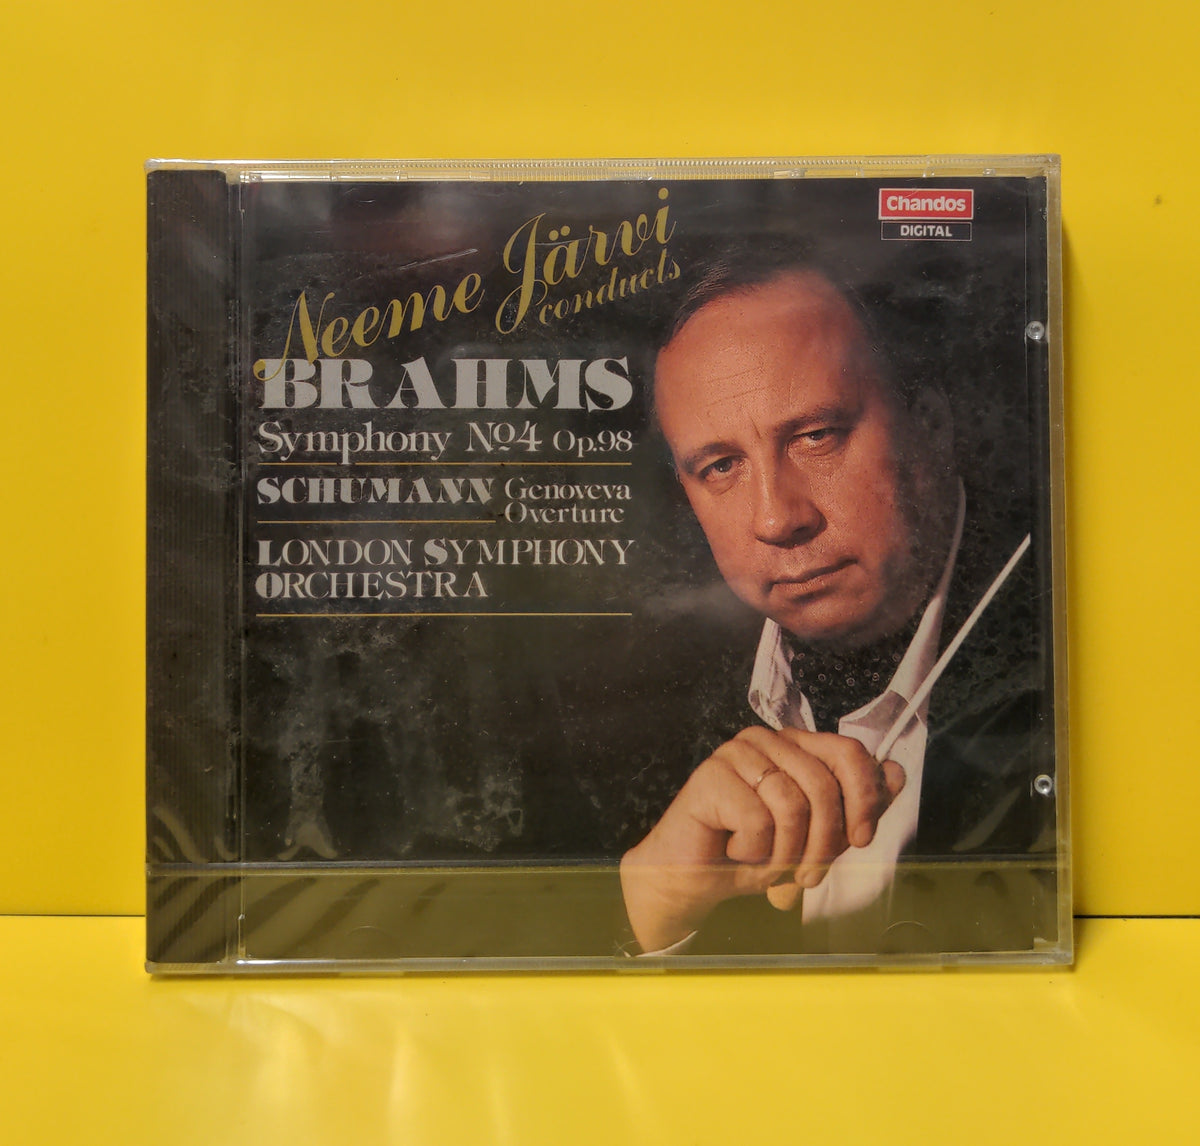 Chandos
DIGITAL
Neeme Järvi
conducts
BRAHMS
Symphony No4 Op.98
SCHUMANN Genoveva
Overture
LONDON SYMPHONY
ORCHESTRA